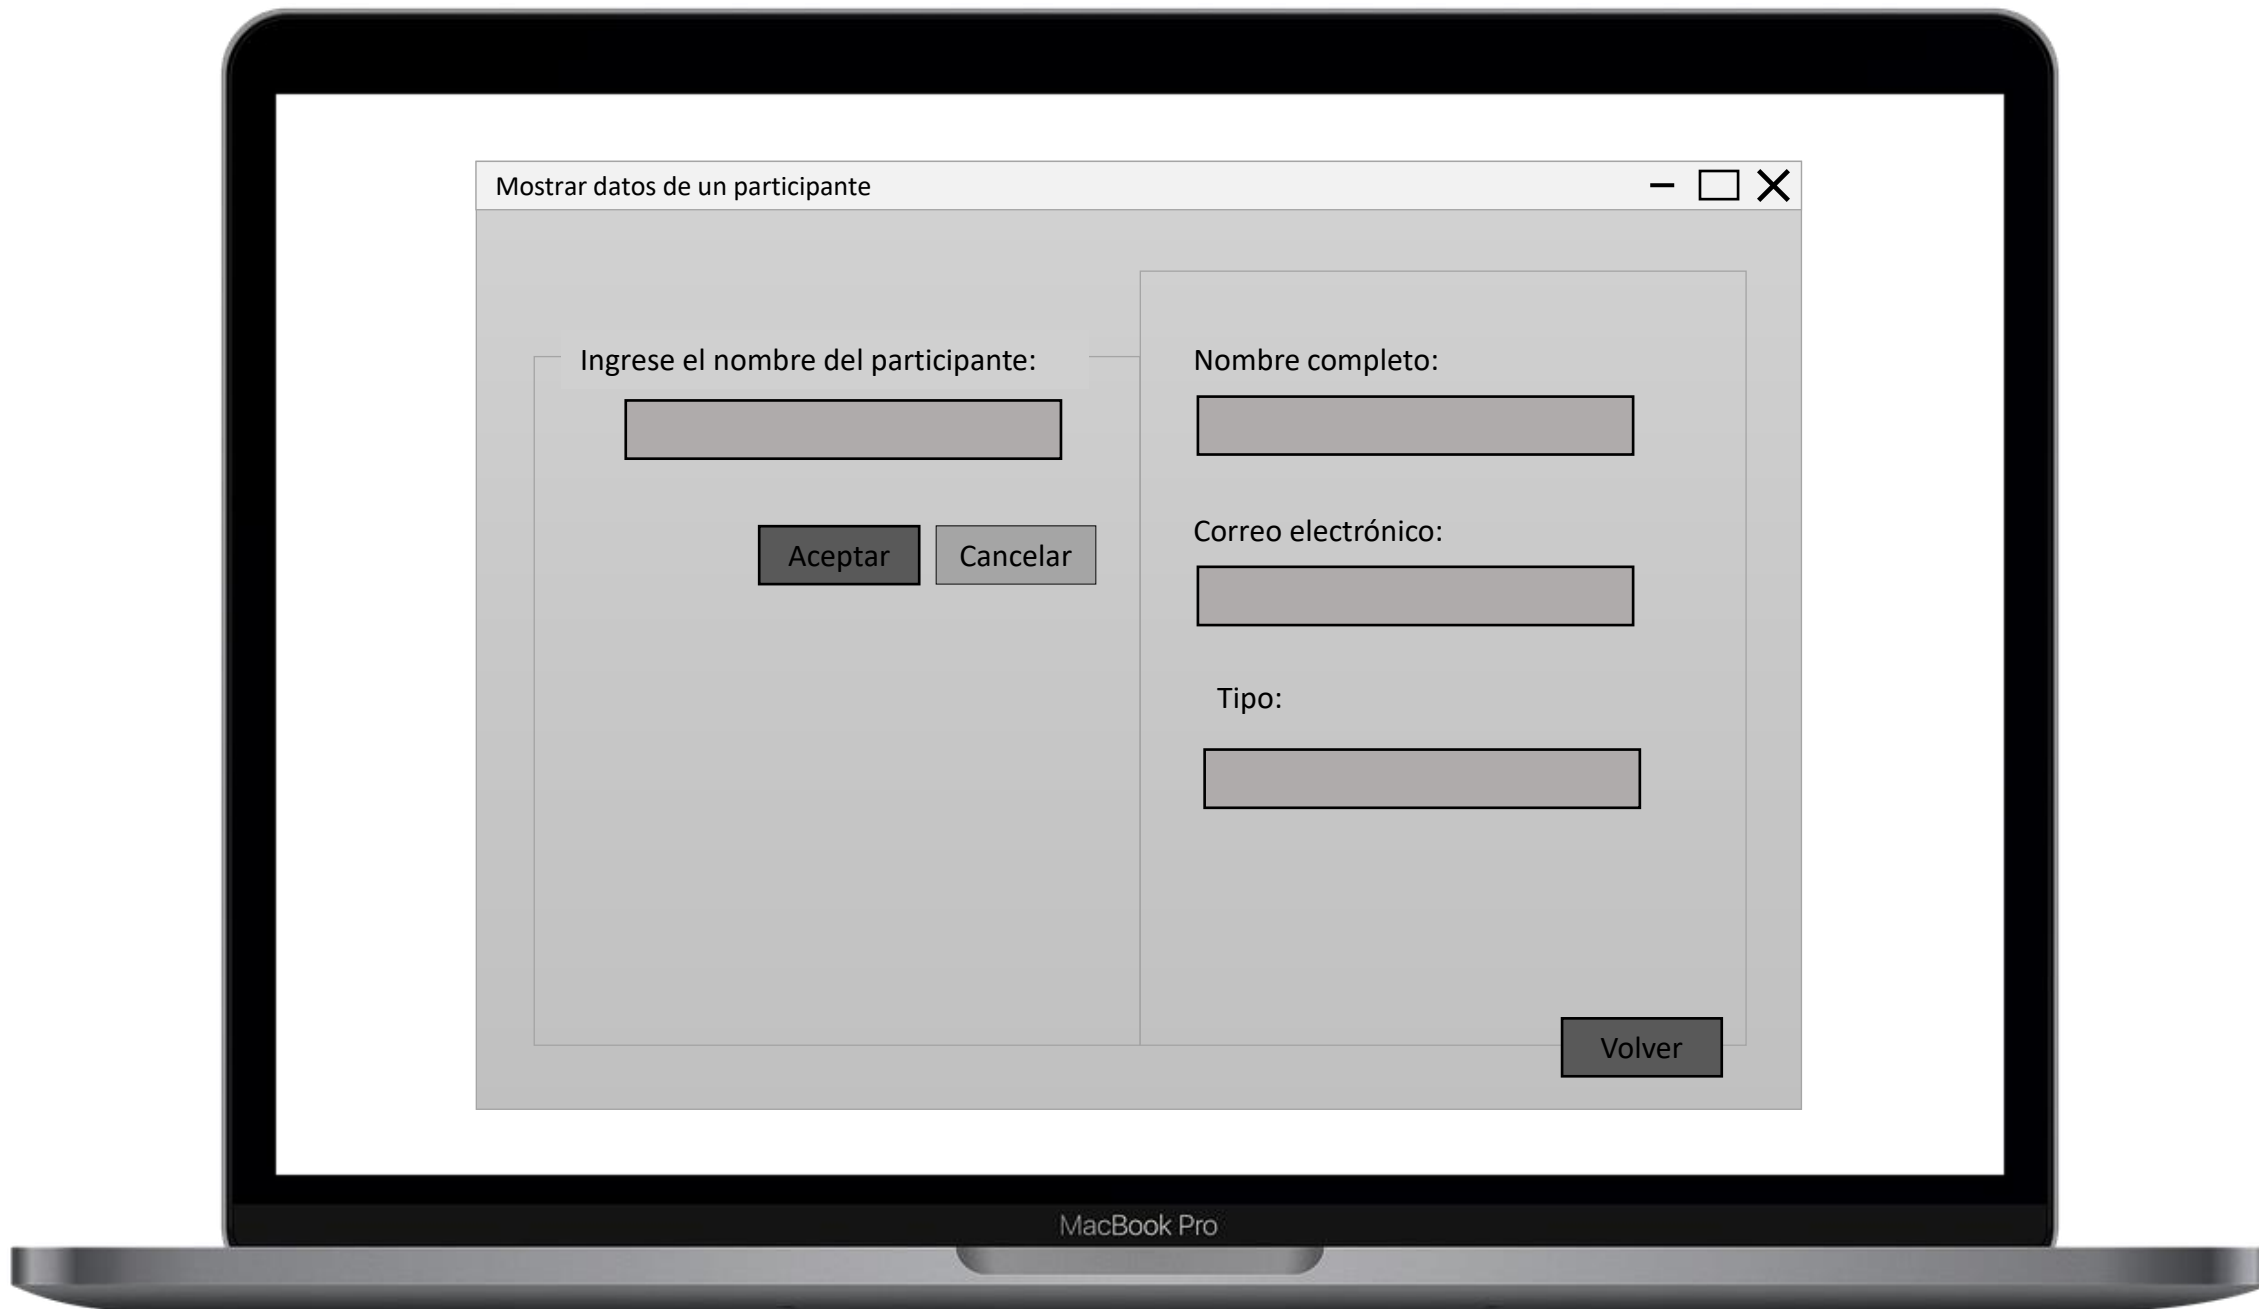 Mostrar datos de un participante
Ingrese el nombre del participante:
Aceptar
Cancelar
Nombre completo:
Correo electrónico:
Tipo:
Volver
MacBook Pro